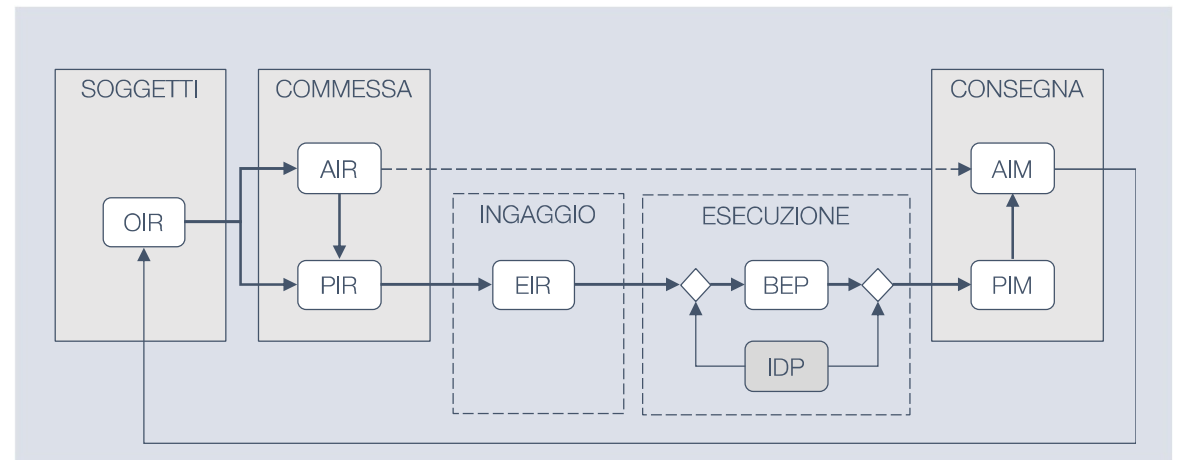 SOGGETTI
COMMESSA
CONSEGNA
AIR
AIM
INGAGGIO
ESECUZIONE
OIR
PIR
EIR
BEP
PIM
IDP